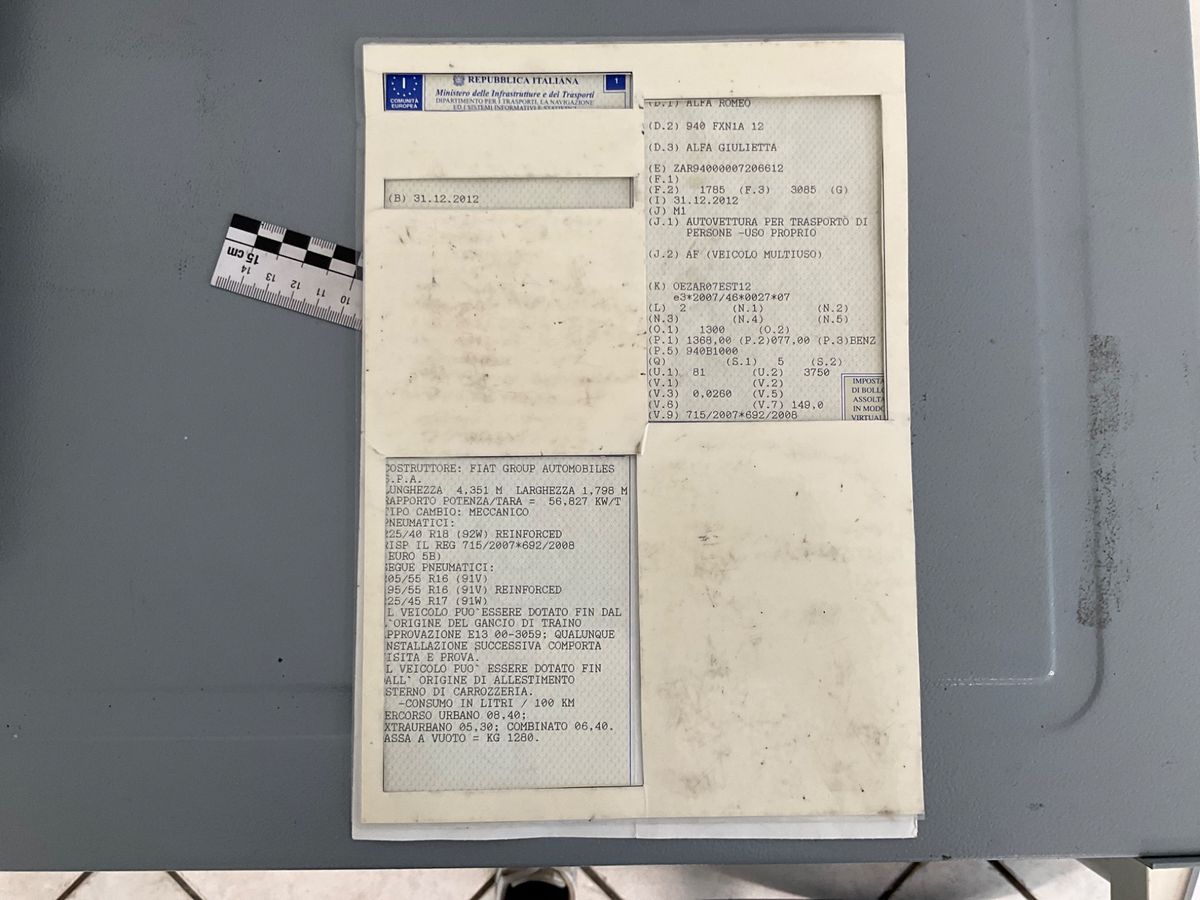 I
COMUNITÀ
EUROPEA
REPUBBLICA ITALIANA
Ministero delle Infrastrutture e dei Trasporti
DIPARTIMENTO PER I TRASPORTI, LA NAVIGAZIONE
ED I SISTEMI INFORMATIVI E STATISTICI
1
(B) 31.12.2012
(D.1) ALFA ROMEO
(D.2) 940 FXN1A 12
(D.3) ALFA GIULIETTA
(E) ZAR94000007206612
(F.1)
(F.2) 1785 (F.3) 3085 (G)
(I) 31.12.2012
(J) M1
(J.1) AUTOVETTURA PER TRASPORTO DI
PERSONE -USO PROPRIO
(J.2) AF (VEICOLO MULTIUSO)
(K) OEZAR07EST12
e3*2007/46*0027*07
(L) 2 (N.1) (N.2)
(N.3) (N.4) (N.5)
(O.1) 1300 (O.2)
(P.1) 1368,00 (P.2)077,00 (P.3)BENZ
(P.5) 940B1000
(Q) (S.1) 5 (S.2)
(U.1) 81 (U.2) 3750
(V.1) (V.2)
(V.3) 0,0260 (V.5)
(V.6) (V.7) 149,0
(V.9) 715/2007*692/2008
IMPOSTA
DI BOLLO
ASSOLTA
IN MODO
VIRTUALE
COSTRUTTORE: FIAT GROUP AUTOMOBILES
S.P.A.
LUNGHEZZA 4,351 M LARGHEZZA 1,798 M
RAPPORTO POTENZA/TARA = 56,827 KW/T
TIPO CAMBIO: MECCANICO
PNEUMATICI:
225/40 R18 (92W) REINFORCED
RISP IL REG 715/2007*692/2008
(EURO 5B)
SEGUE PNEUMATICI:
205/55 R16 (91V)
195/55 R16 (91V) REINFORCED
225/45 R17 (91W)
IL VEICOLO PUO`ESSERE DOTATO FIN DAL
L`ORIGINE DEL GANCIO DI TRAINO
APPROVAZIONE E13 00-3059; QUALUNQUE
INSTALLAZIONE SUCCESSIVA COMPORTA
VISITA E PROVA.
IL VEICOLO PUO` ESSERE DOTATO FIN
DALL` ORIGINE DI ALLESTIMENTO
ESTERNO DI CARROZZERIA.
-CONSUMO IN LITRI / 100 KM
PERCORSO URBANO 08,40;
EXTRAURBANO 05,30; COMBINATO 06,40.
MASSA A VUOTO = KG 1280.
15 cm
14
13
12
11
10